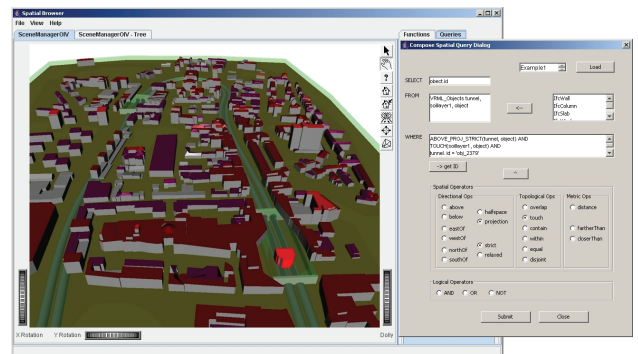 Spatial Browser
File View Help
SceneManagerOIV SceneManagerOIV - Tree
Functions Queries
Compose Spatial Query Dialog
Example1 Load
SELECT object.id
FROM VRML_Objects tunnel, soillayer1, object
<--
IfcWall
IfcColumn
IfcSlab
WHERE
ABOVE_PROJ_STRICT(tunnel, object) AND
TOUCH(soillayer1, object) AND
tunnel.id = 'obj_2379'
-> get ID
^
Spatial Operators
Directional Ops
above
below
eastOf
westOf
northOf
southOf
halfspace
projection
strict
relaxed
Topological Ops
overlap
touch
contain
within
equal
disjoint
Metric Ops
distance
fartherThan
closerThan
Logical Operators
AND OR NOT
Submit Close
X Rotation Y Rotation Dolly